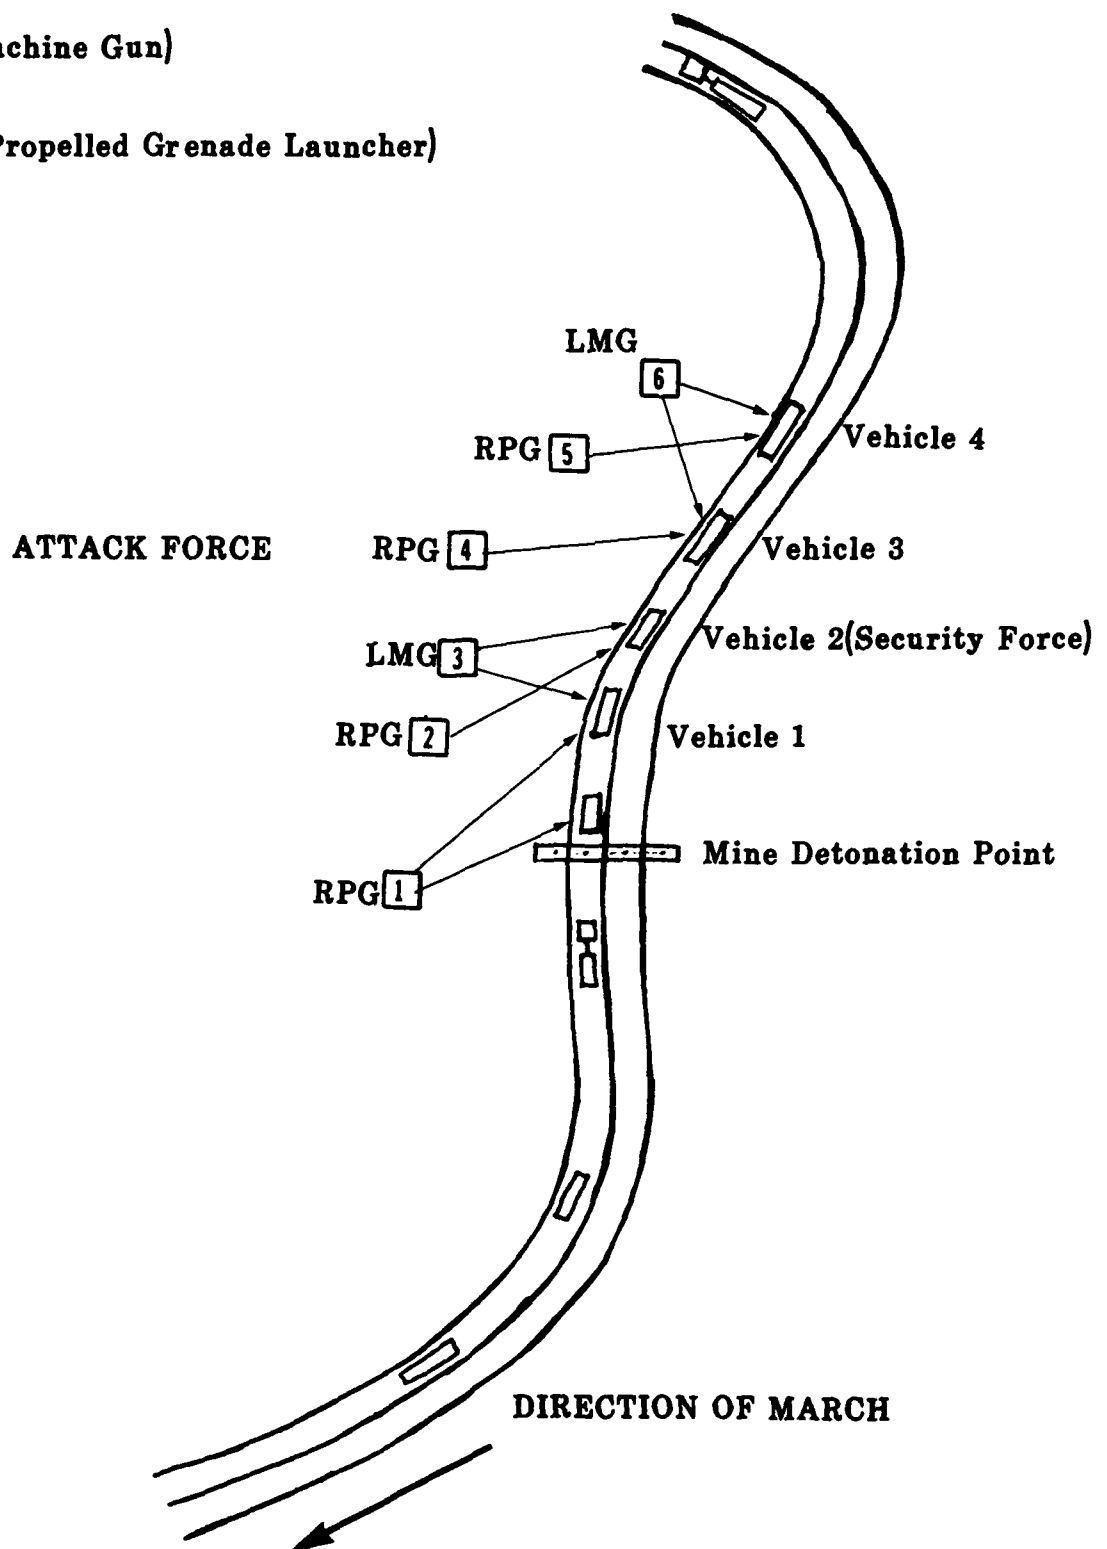 achine Gun)
Propelled Grenade Launcher)
LMG
6
RPG 5
Vehicle 4
ATTACK FORCE
RPG 4
Vehicle 3
LMG 3
Vehicle 2(Security Force)
RPG 2
Vehicle 1
Mine Detonation Point
RPG 1
DIRECTION OF MARCH